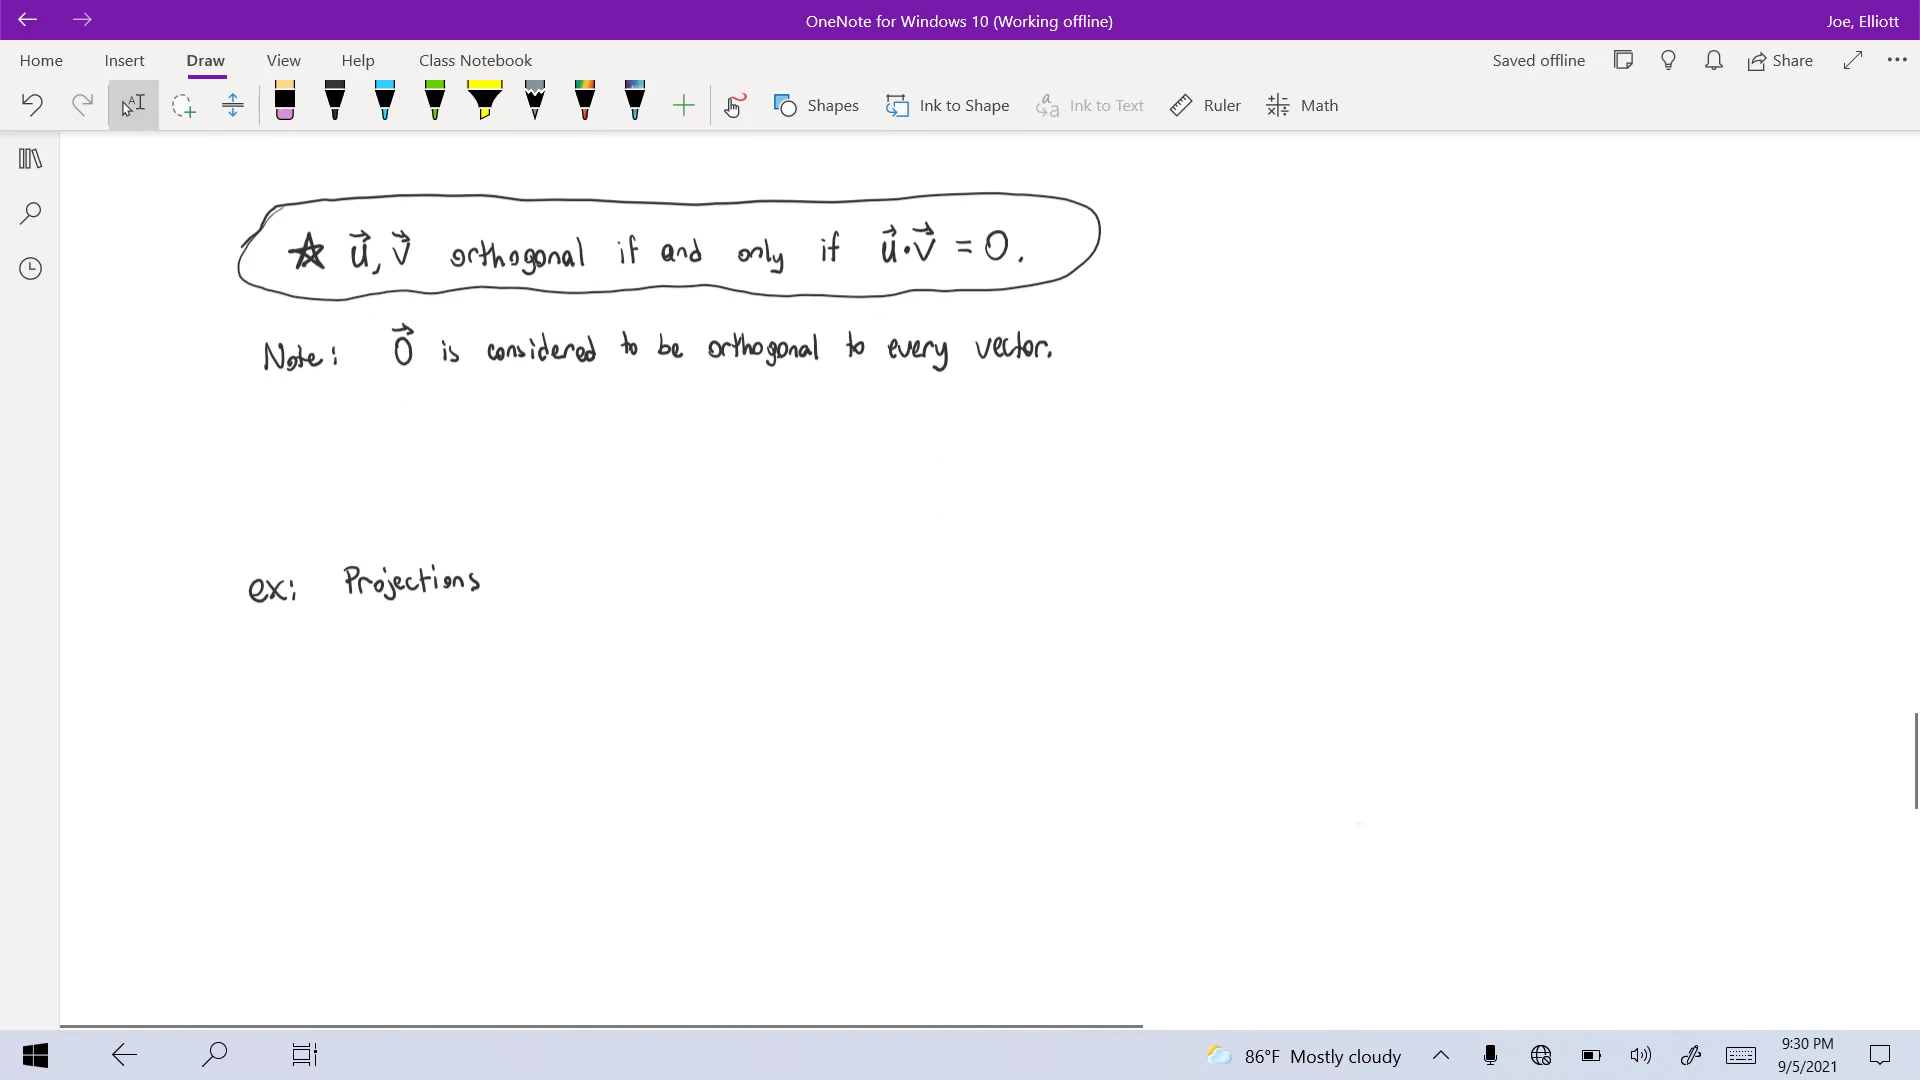 OneNote for Windows 10 (Working offline)
Joe, Elliott
Home Insert Draw View Help Class Notebook
Saved offline Share
Shapes Ink to Shape Ink to Text Ruler Math
☆ u⃗, v⃗ orthogonal if and only if u⃗·v⃗ = 0.
Note: 0⃗ is considered to be orthogonal to every vector.
ex: Projections
86°F Mostly cloudy
9:30 PM
9/5/2021